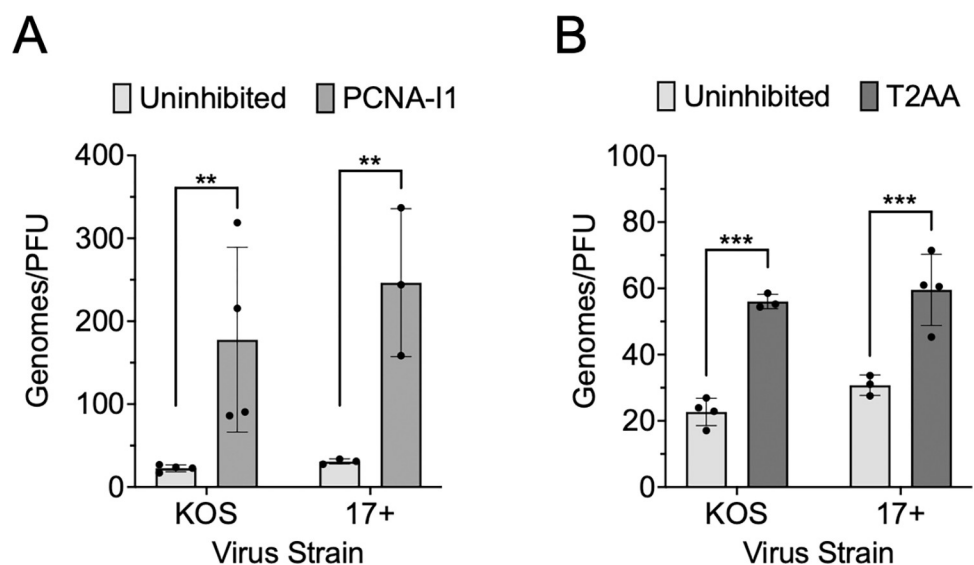 A
Uninhibited PCNA-I1
400
300
200
100
0
Genomes/PFU
**
**
KOS 17+
Virus Strain
B
Uninhibited T2AA
100
80
60
40
20
0
Genomes/PFU
***
***
KOS 17+
Virus Strain